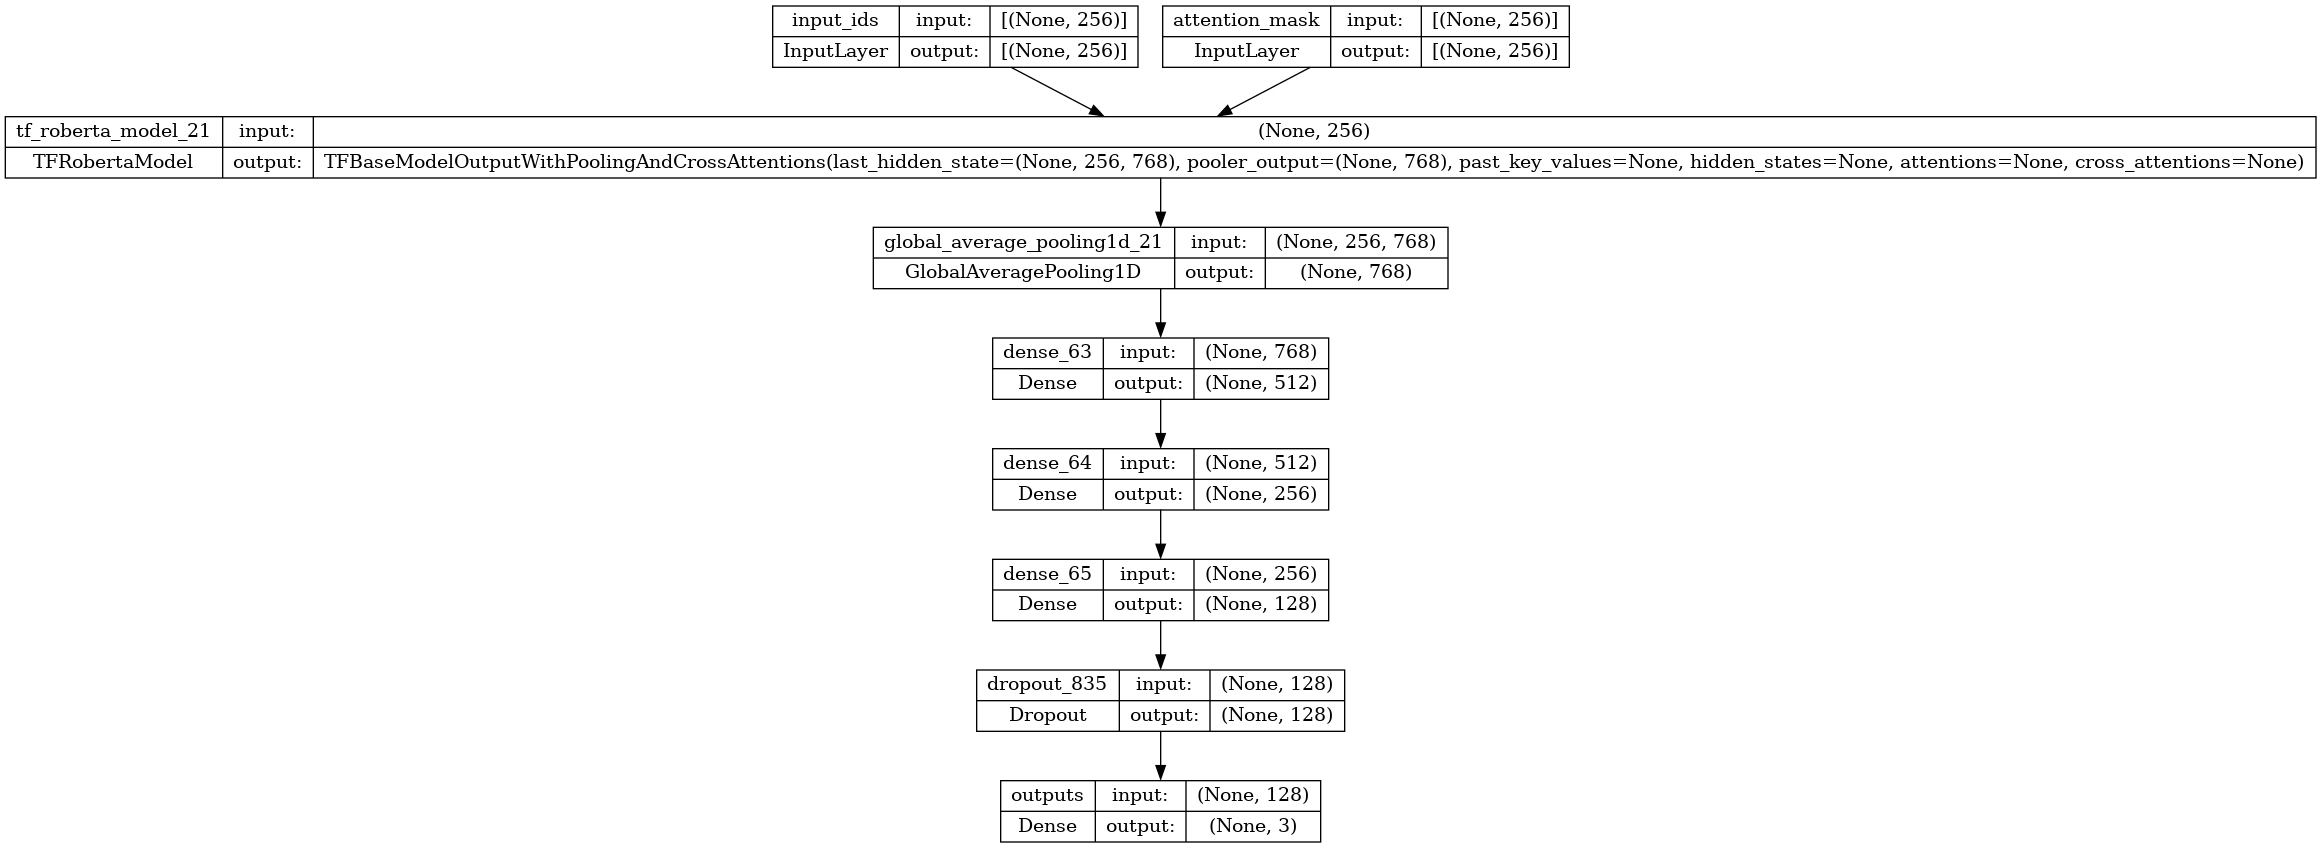 input_ids input: [(None, 256)]
InputLayer output: [(None, 256)]
attention_mask input: [(None, 256)]
InputLayer output: [(None, 256)]
tf_roberta_model_21 input: (None, 256)
TFRobertaModel output: TFBaseModelOutputWithPoolingAndCrossAttentions(last_hidden_state=(None, 256, 768), pooler_output=(None, 768), past_key_values=None, hidden_states=None, attentions=None, cross_attentions=None)
global_average_pooling1d_21 input: (None, 256, 768)
GlobalAveragePooling1D output: (None, 768)
dense_63 input: (None, 768)
Dense output: (None, 512)
dense_64 input: (None, 512)
Dense output: (None, 256)
dense_65 input: (None, 256)
Dense output: (None, 128)
dropout_835 input: (None, 128)
Dropout output: (None, 128)
outputs input: (None, 128)
Dense output: (None, 3)